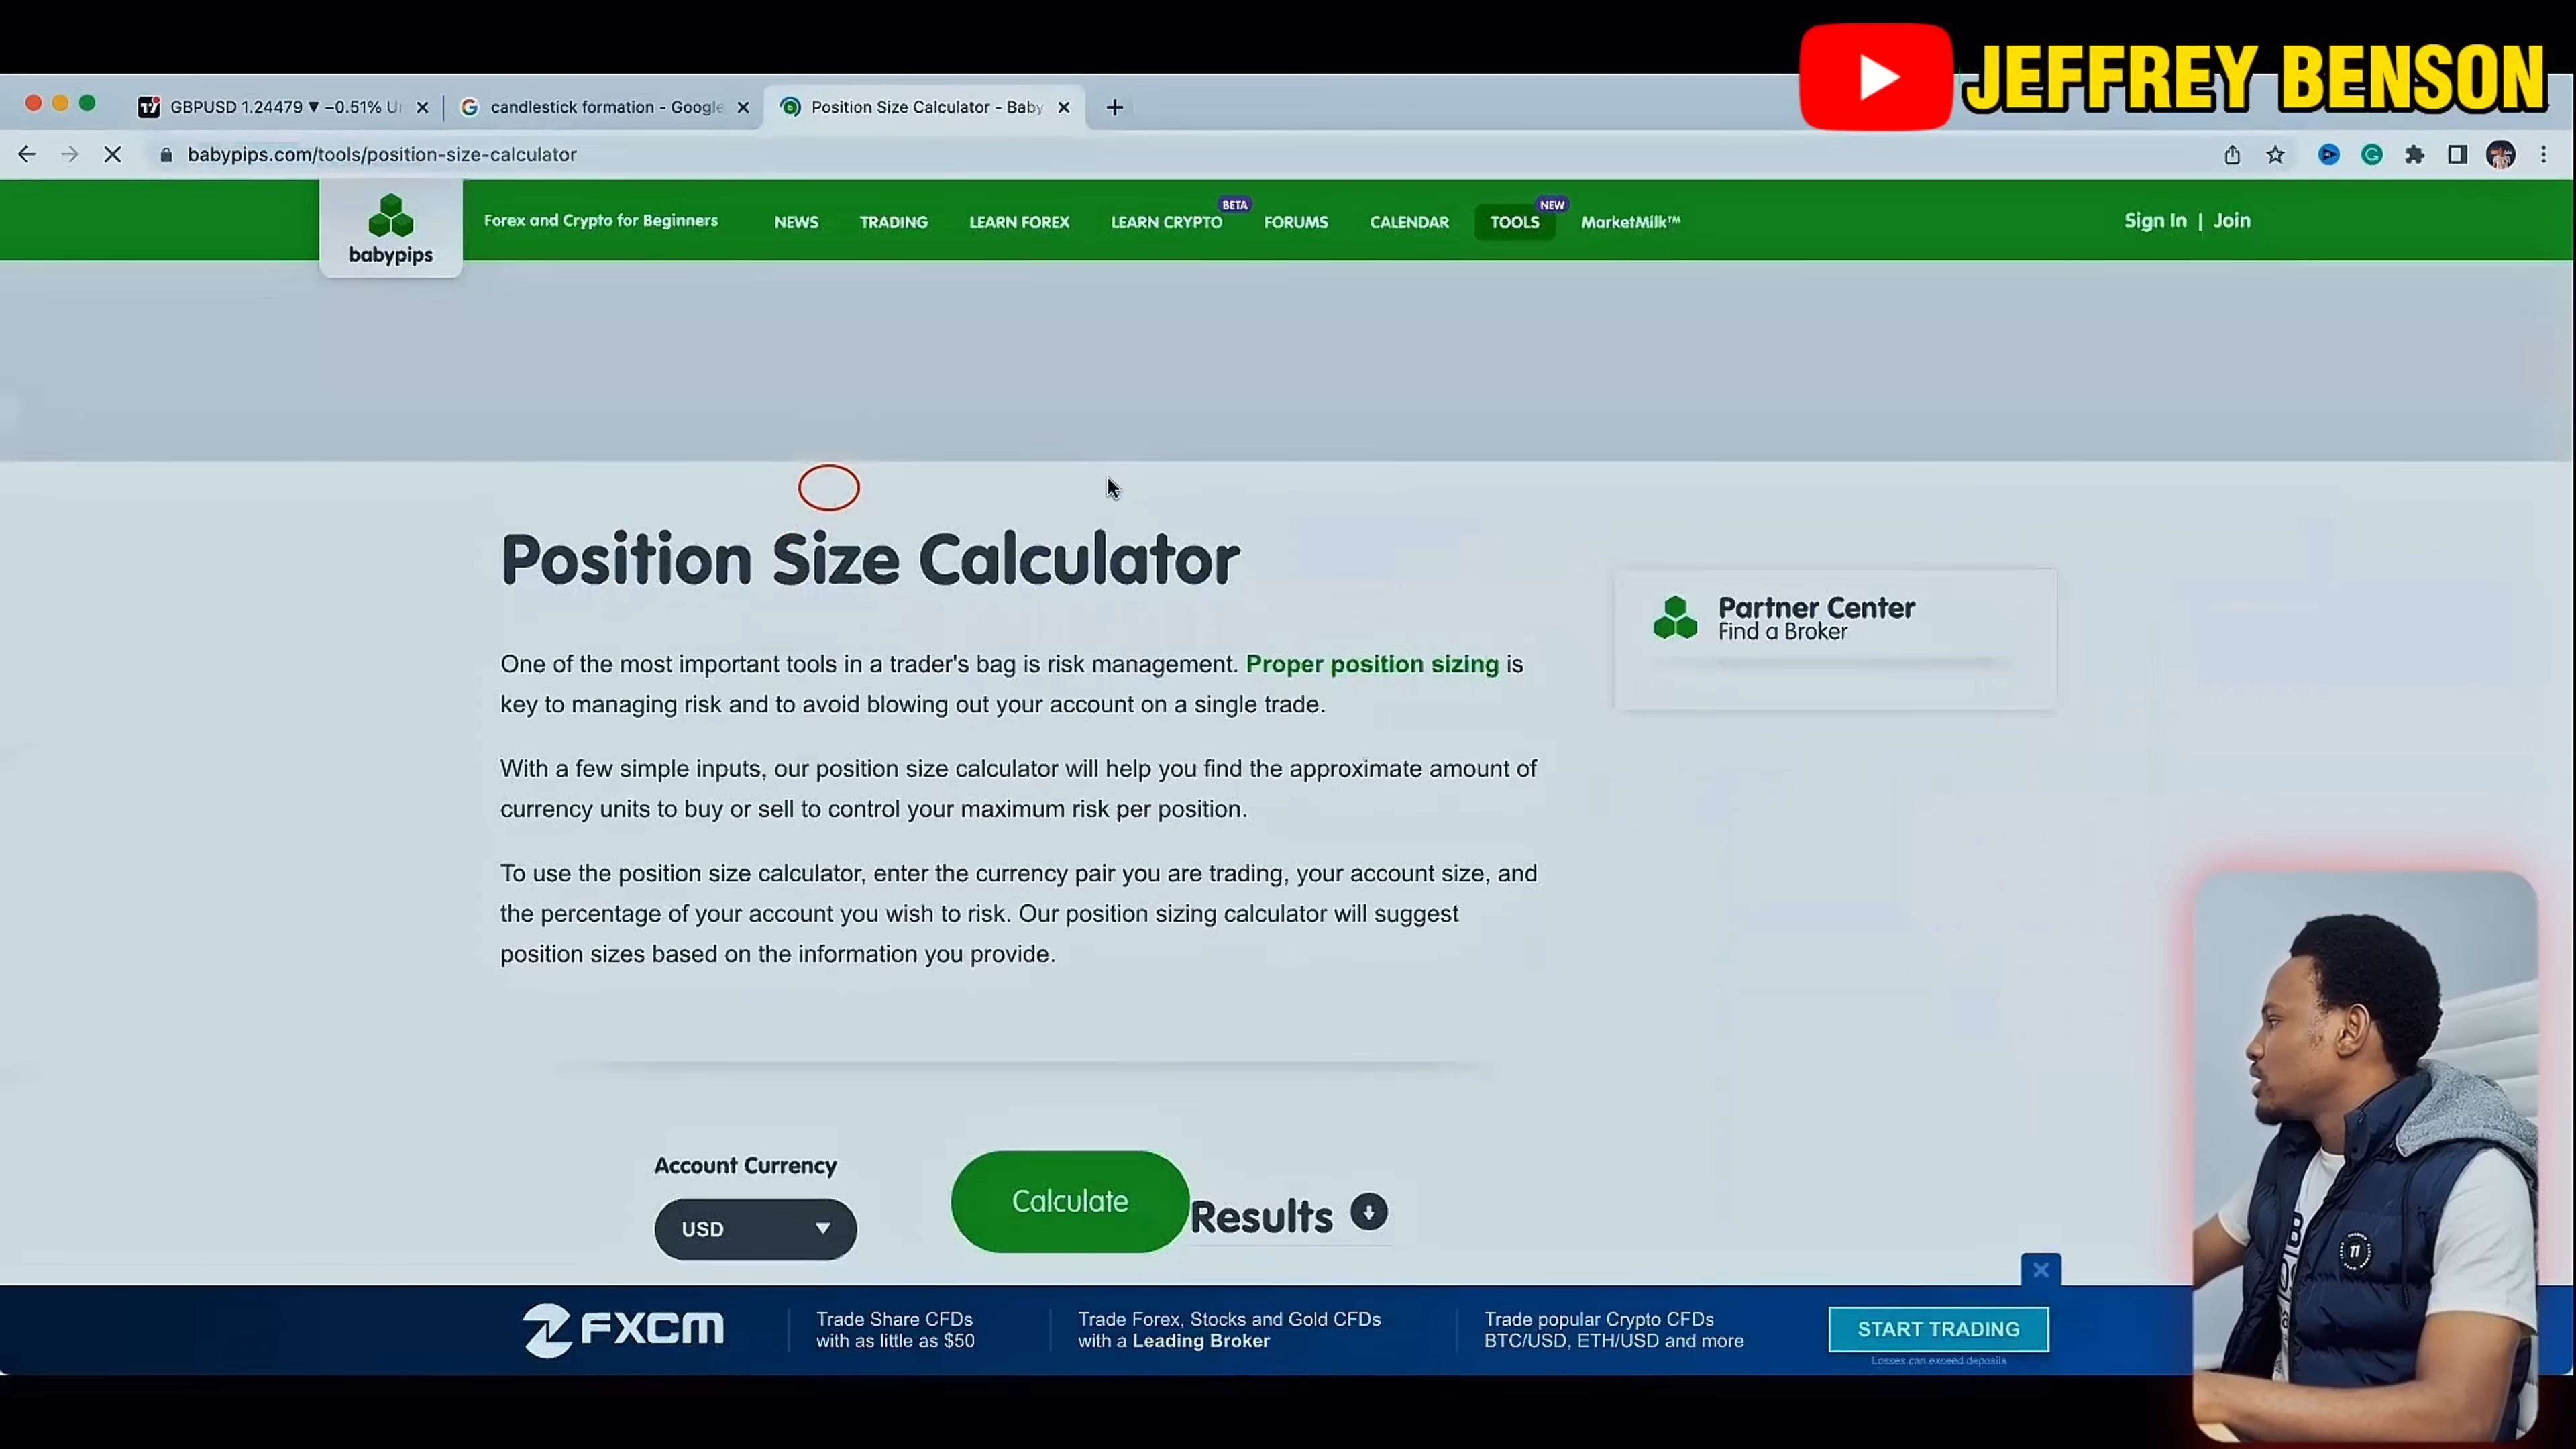 JEFFREY BENSON
GBPUSD 1.24479 ▼ −0.51% Ur
candlestick formation - Google
Position Size Calculator - Baby
babypips.com/tools/position-size-calculator
babypips
Forex and Crypto for Beginners
NEWS
TRADING
LEARN FOREX
LEARN CRYPTO
BETA
FORUMS
CALENDAR
TOOLS
NEW
MarketMilk™
Sign In | Join
Position Size Calculator
One of the most important tools in a trader's bag is risk management. Proper position sizing is
key to managing risk and to avoid blowing out your account on a single trade.
With a few simple inputs, our position size calculator will help you find the approximate amount of
currency units to buy or sell to control your maximum risk per position.
To use the position size calculator, enter the currency pair you are trading, your account size, and
the percentage of your account you wish to risk. Our position sizing calculator will suggest
position sizes based on the information you provide.
Partner Center
Find a Broker
Account Currency
USD
Calculate
Results
FXCM
Trade Share CFDs
with as little as $50
Trade Forex, Stocks and Gold CFDs
with a Leading Broker
Trade popular Crypto CFDs
BTC/USD, ETH/USD and more
START TRADING
Losses can exceed deposits
11